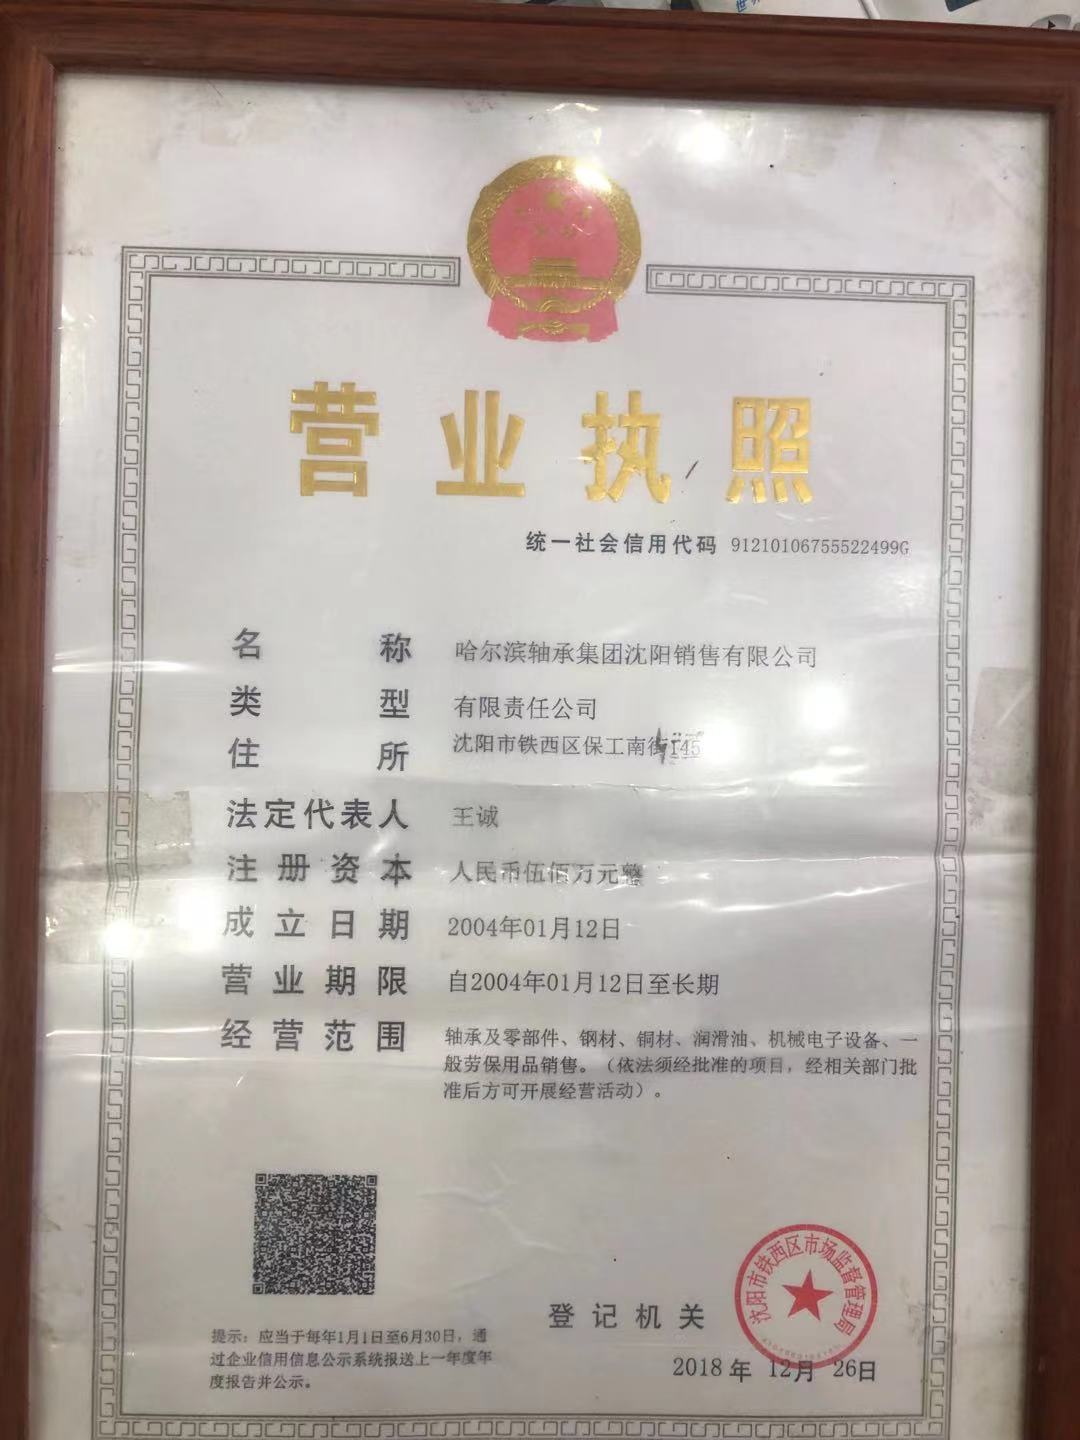 营业执照
统一社会信用代码 91210106755522499G
名称 哈尔滨轴承集团沈阳销售有限公司
类型 有限责任公司
住所 沈阳市铁西区保工南街145
法定代表人 王诚
注册资本 人民币伍佰万元整
成立日期 2004年01月12日
营业期限 自2004年01月12日至长期
经营范围 轴承及零部件、钢材、铜材、润滑油、机械电子设备、一
般劳保用品销售。（依法须经批准的项目，经相关部门批
准后方可开展经营活动）。
沈阳市铁西区市场监督管理局
登记机关
2018年12月26日
提示：应当于每年1月1日至6月30日，通
过企业信用信息公示系统报送上一年度年
度报告并公示。